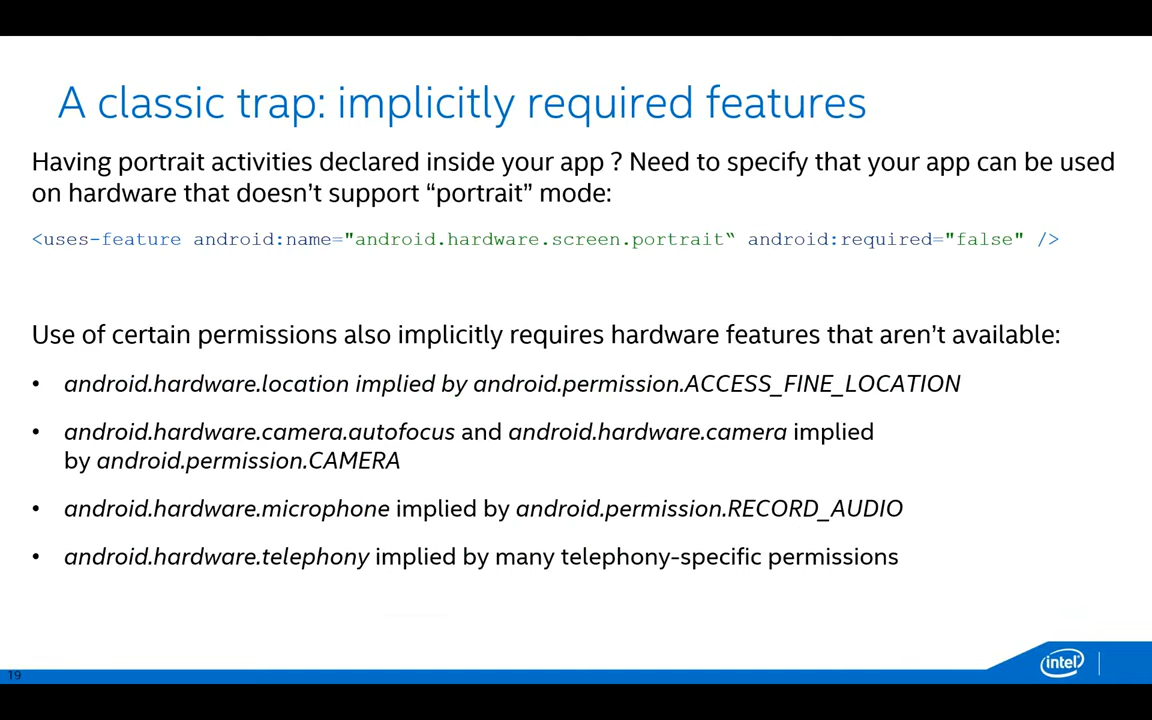 A classic trap: implicitly required features
Having portrait activities declared inside your app ? Need to specify that your app can be used
on hardware that doesn’t support “portrait” mode:
<uses-feature android:name="android.hardware.screen.portrait“ android:required="false" />
Use of certain permissions also implicitly requires hardware features that aren’t available:
• android.hardware.location implied by android.permission.ACCESS_FINE_LOCATION
• android.hardware.camera.autofocus and android.hardware.camera implied
by android.permission.CAMERA
• android.hardware.microphone implied by android.permission.RECORD_AUDIO
• android.hardware.telephony implied by many telephony-specific permissions
19
intel